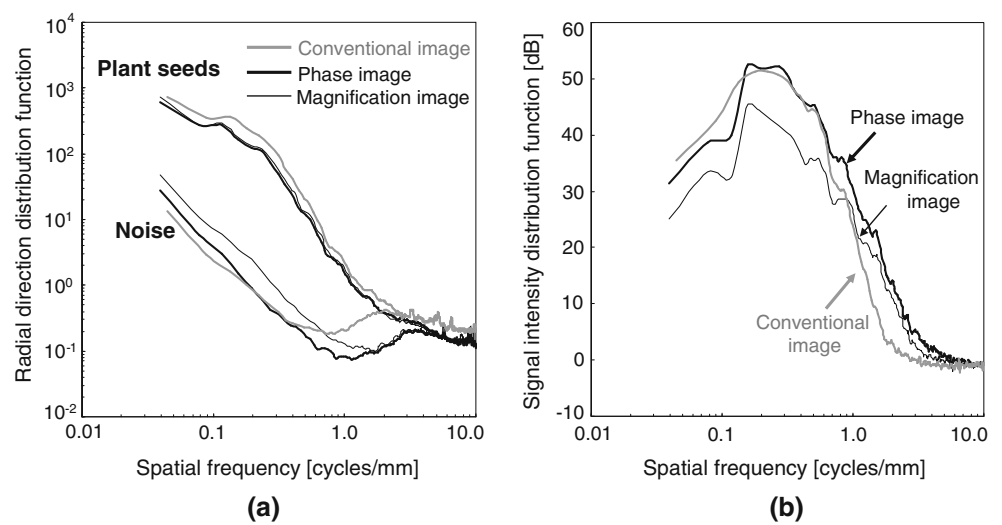 10^4
10^3
10^2
10^1
10^0
10^-1
10^-2
Radial direction distribution function
Plant seeds
Noise
Conventional image
Phase image
Magnification image
0.01
0.1
1.0
10.0
Spatial frequency [cycles/mm]
(a)
60
50
40
30
20
10
0
-10
Signal intensity distribution function [dB]
Phase image
Magnification
image
Conventional
image
0.01
0.1
1.0
10.0
Spatial frequency [cycles/mm]
(b)